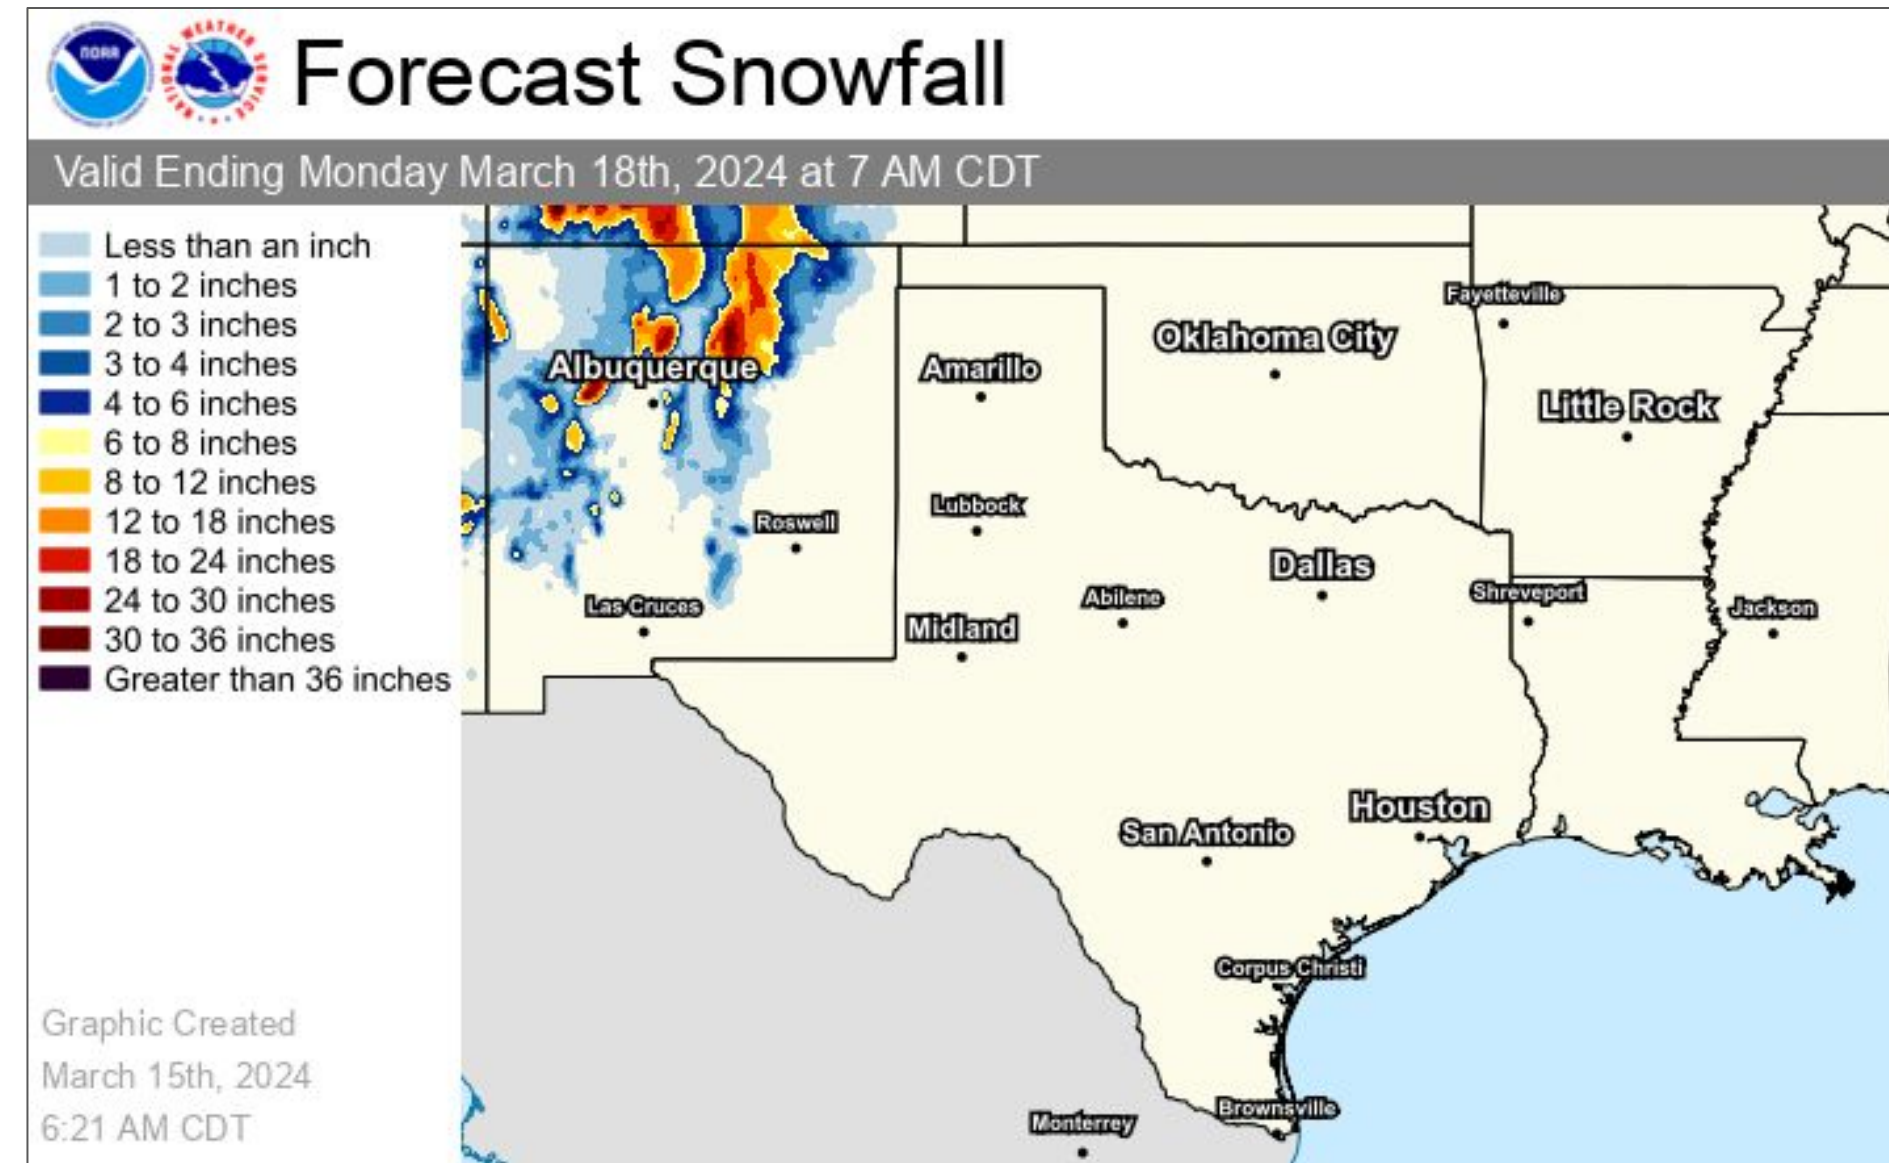 NOAA
NATIONAL WEATHER SERVICE
Forecast Snowfall
Valid Ending Monday March 18th, 2024 at 7 AM CDT
Less than an inch
1 to 2 inches
2 to 3 inches
3 to 4 inches
4 to 6 inches
6 to 8 inches
8 to 12 inches
12 to 18 inches
18 to 24 inches
24 to 30 inches
30 to 36 inches
Greater than 36 inches
Graphic Created
March 15th, 2024
6:21 AM CDT
Fayetteville
Oklahoma City
Albuquerque
Amarillo
Little Rock
Lubbock
Roswell
Dallas
Shreveport
Abilene
Las Cruces
Jackson
Midland
Houston
San Antonio
Corpus Christi
Brownsville
Monterrey